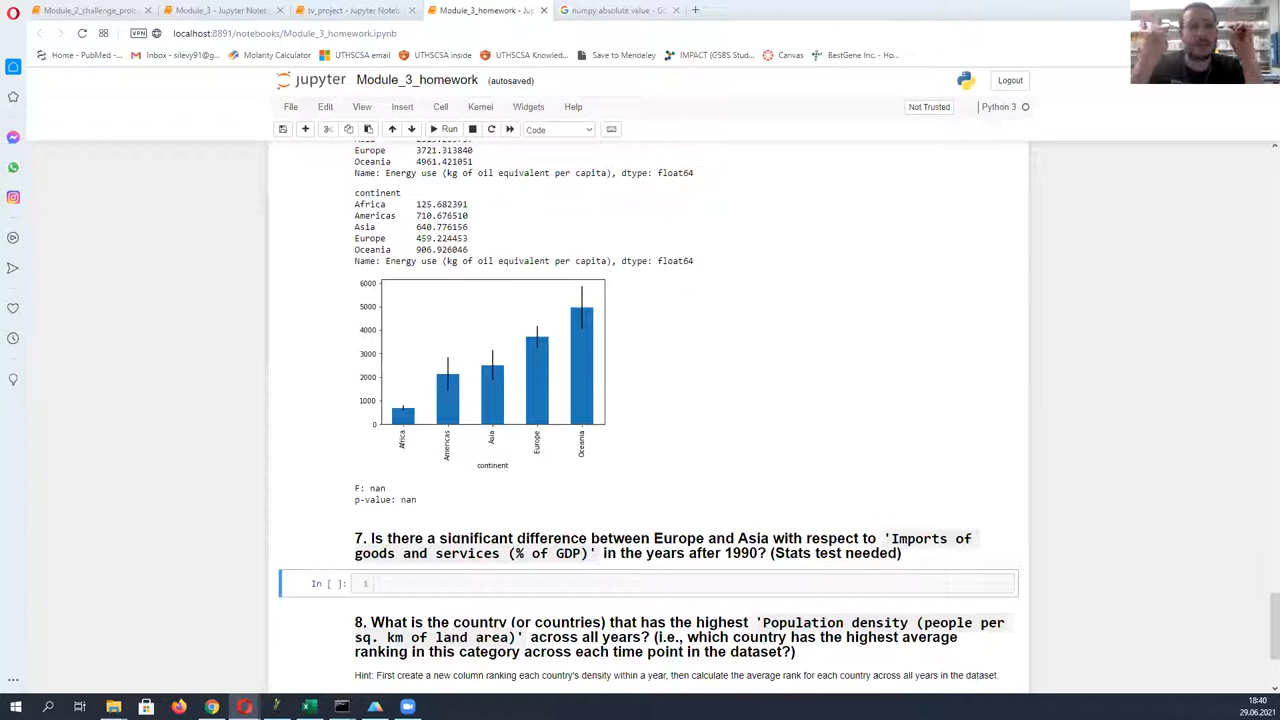 Module_2_challenge_prob
Module_3 - Jupyter Noteb
tv_project - Jupyter Noteb
Module_3_homework - Jup
numpy absolute value - Goo
VPN
localhost:8891/notebooks/Module_3_homework.ipynb
Home - PubMed -...
Inbox - silevy91@g...
Molarity Calculator
UTHSCSA email
UTHSCSA inside
UTHSCSA Knowled...
Save to Mendeley
IMPACT (GSBS Stud...
Canvas
BestGene Inc. - Ho...
jupyter Module_3_homework (autosaved)
Logout
File Edit View Insert Cell Kernel Widgets Help
Not Trusted
Python 3
Run
Code
Europe 3721.313840
Oceania 4961.421051
Name: Energy use (kg of oil equivalent per capita), dtype: float64
continent
Africa 125.682391
Americas 710.676510
Asia 640.776156
Europe 459.224453
Oceania 906.926046
Name: Energy use (kg of oil equivalent per capita), dtype: float64
6000
5000
4000
3000
2000
1000
0
Africa
Americas
Asia
Europe
Oceania
continent
F: nan
p-value: nan
7. Is there a significant difference between Europe and Asia with respect to 'Imports of
goods and services (% of GDP)' in the years after 1990? (Stats test needed)
In [ ]: 1
8. What is the country (or countries) that has the highest 'Population density (people per
sq. km of land area)' across all years? (i.e., which country has the highest average
ranking in this category across each time point in the dataset?)
Hint: First create a new column ranking each country's density within a year, then calculate the average rank for each country across all years in the dataset.
18:40
29.06.2021